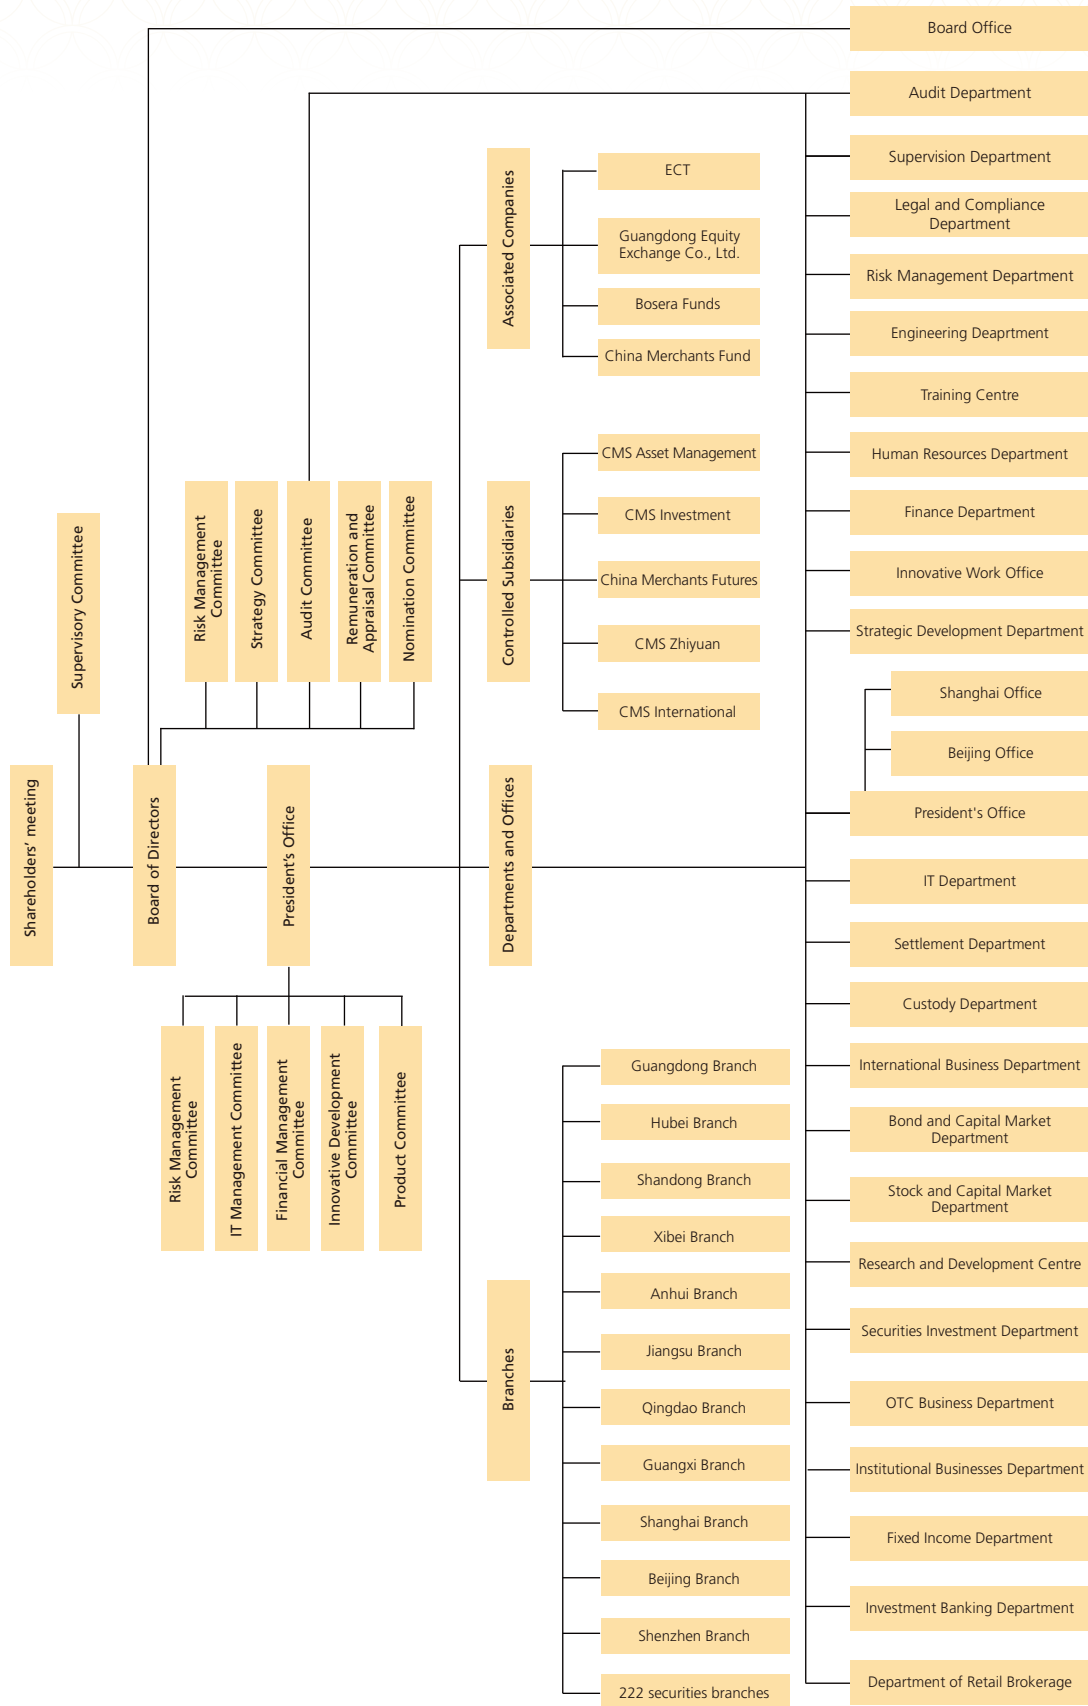 Shareholders’ meeting
Supervisory Committee
Board of Directors
Risk Management
Committee
Strategy Committee
Audit Committee
Remuneration and
Appraisal Committee
Nomination Committee
President’s Office
Risk Management
Committee
IT Management Committee
Financial Management
Committee
Innovative Development
Committee
Product Committee
Associated Companies
ECT
Guangdong Equity
Exchange Co., Ltd.
Bosera Funds
China Merchants Fund
Controlled Subsidiaries
CMS Asset Management
CMS Investment
China Merchants Futures
CMS Zhiyuan
CMS International
Departments and Offices
Branches
Guangdong Branch
Hubei Branch
Shandong Branch
Xibei Branch
Anhui Branch
Jiangsu Branch
Qingdao Branch
Guangxi Branch
Shanghai Branch
Beijing Branch
Shenzhen Branch
222 securities branches
Board Office
Audit Department
Supervision Department
Legal and Compliance
Department
Risk Management Department
Engineering Deaprtment
Training Centre
Human Resources Department
Finance Department
Innovative Work Office
Strategic Development Department
Shanghai Office
Beijing Office
President's Office
IT Department
Settlement Department
Custody Department
International Business Department
Bond and Capital Market
Department
Stock and Capital Market
Department
Research and Development Centre
Securities Investment Department
OTC Business Department
Institutional Businesses Department
Fixed Income Department
Investment Banking Department
Department of Retail Brokerage